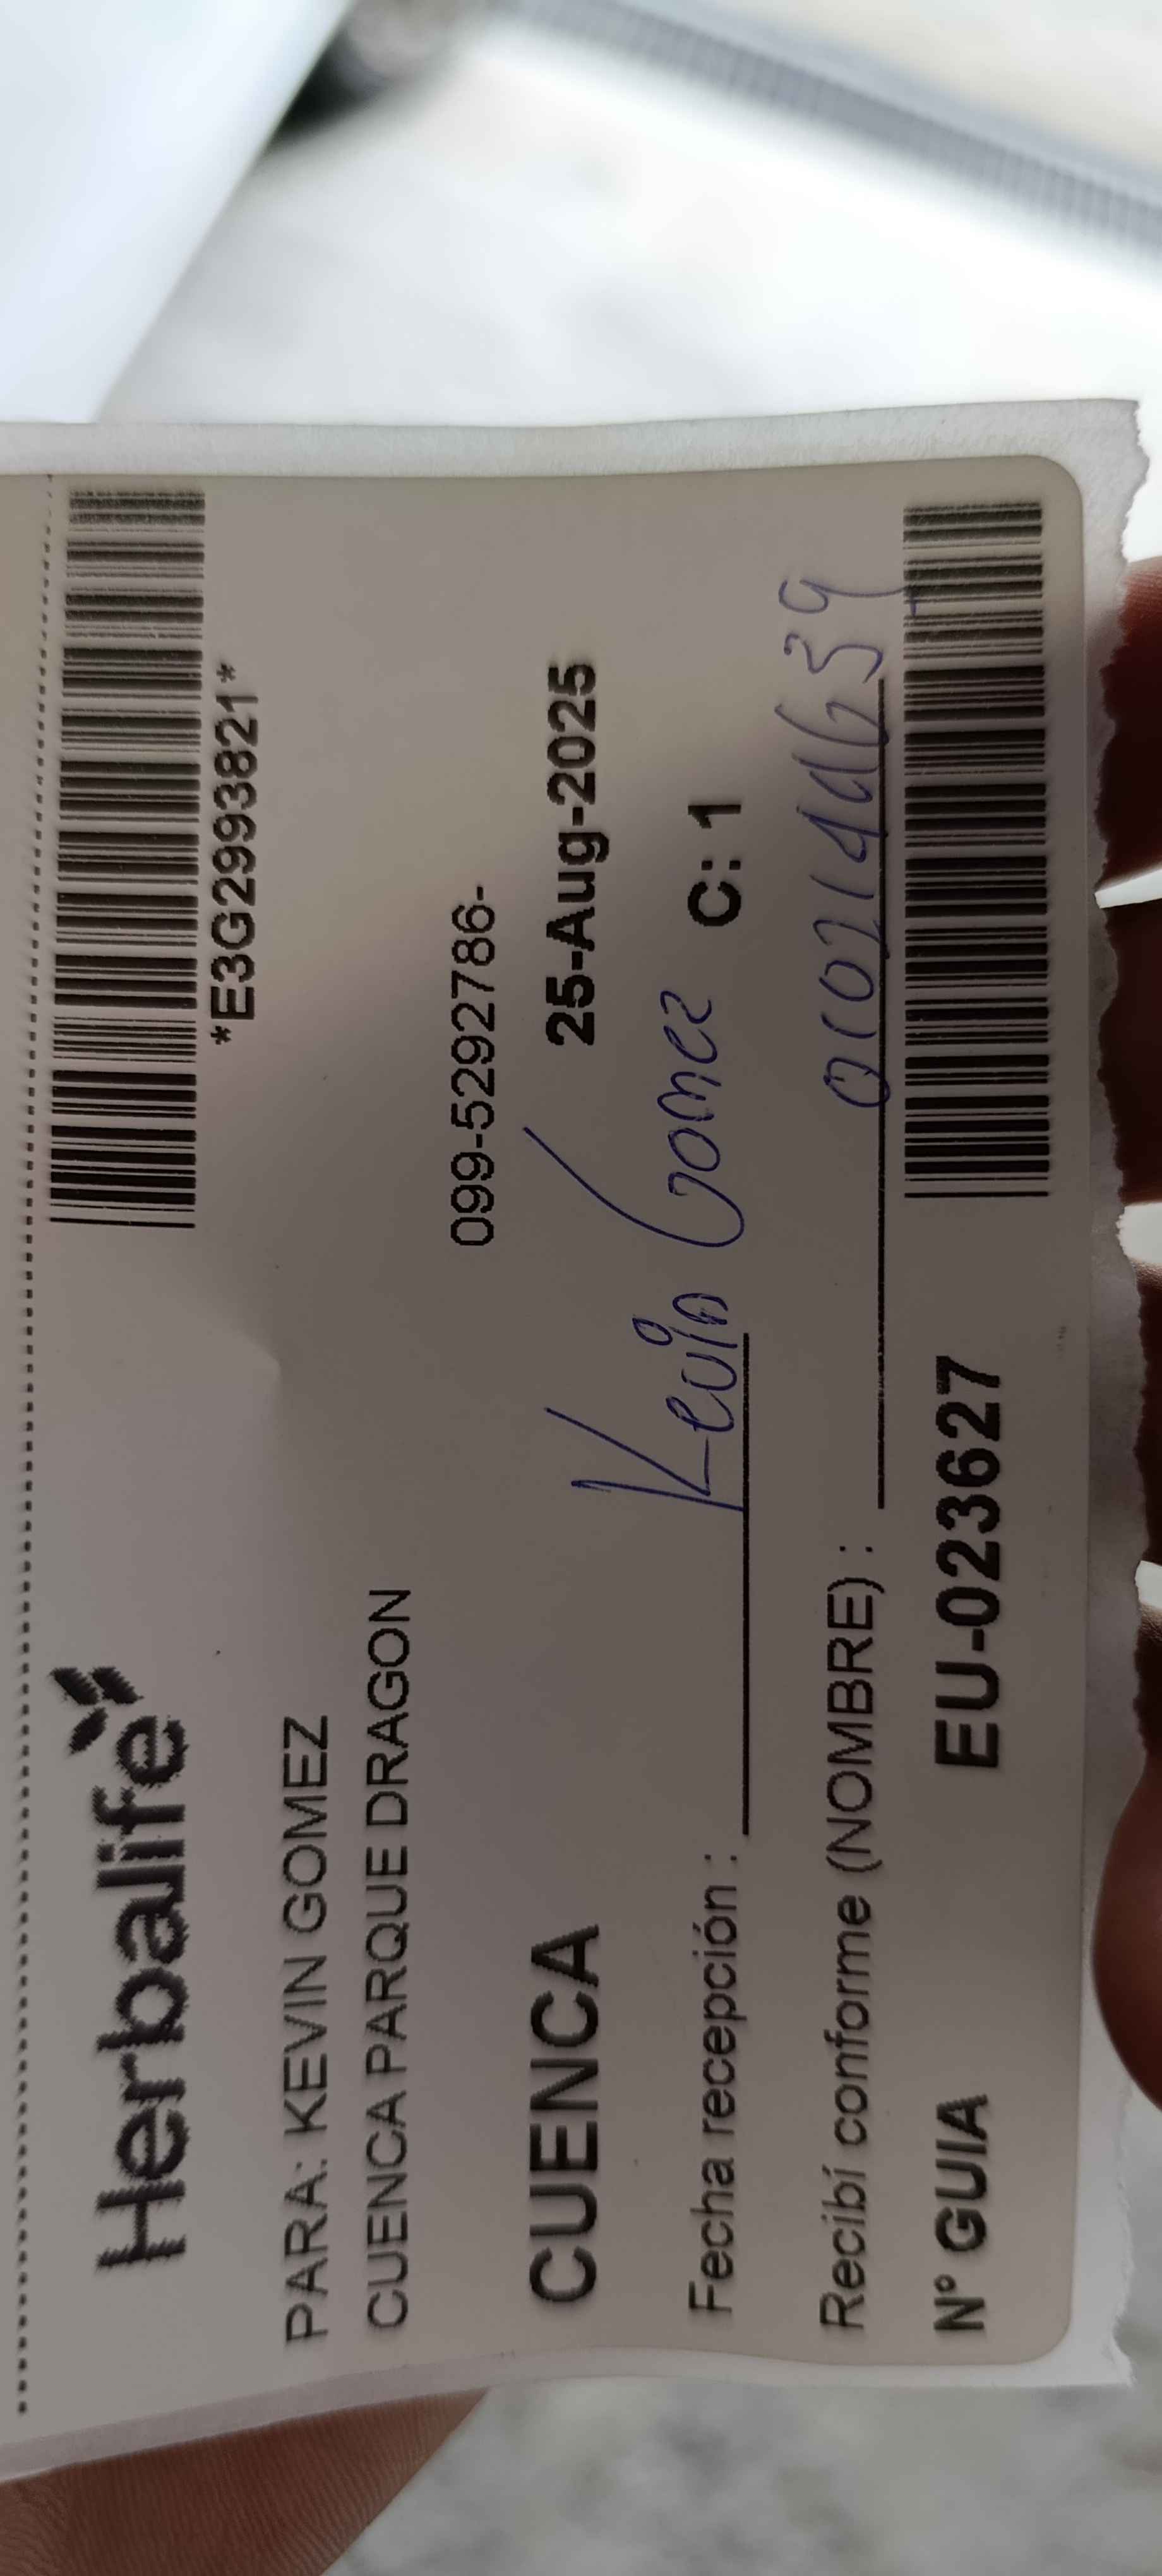 Herbalife
*E3G2993821*
PARA: KEVIN GOMEZ
CUENCA PARQUE DRAGON
099-5292786-
CUENCA 25-Aug-2025
Kevin Gomez
Fecha recepción : C: 1
Recibí conforme (NOMBRE) :
Nº GUIA EU-023627